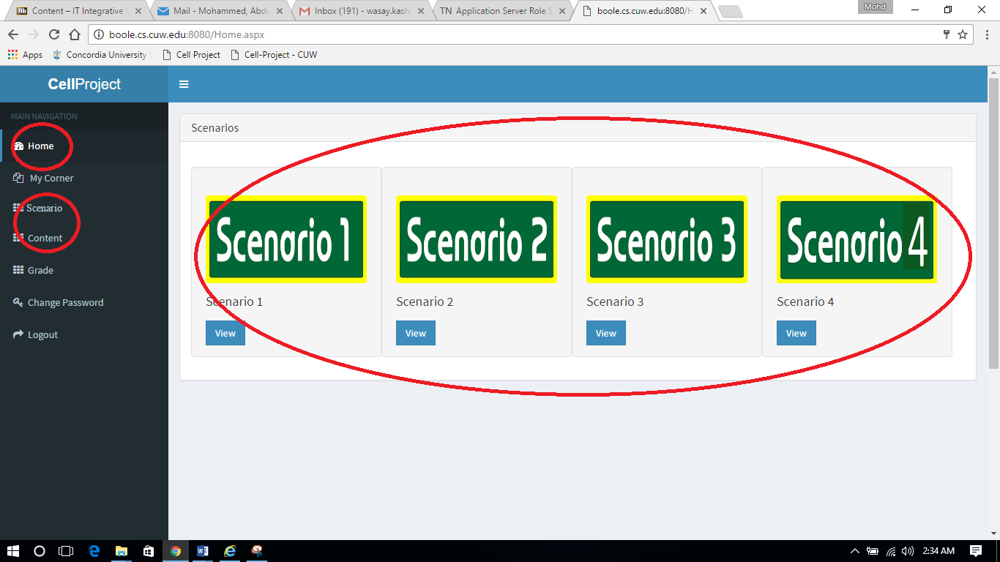 Content – IT Integrative C
Mail - Mohammed, Abdu
Inbox (191) - wasay.kashi
TN Application Server Role S
boole.cs.cuw.edu:8080/H
Mohd
boole.cs.cuw.edu:8080/Home.aspx
Apps
Concordia University
Cell Project
Cell-Project - CUW
CellProject
MAIN NAVIGATION
Home
My Corner
Scenario
Content
Grade
Change Password
Logout
Scenarios
Scenario 1
Scenario 2
Scenario 3
Scenario 4
Scenario 1
Scenario 2
Scenario 3
Scenario 4
View
View
View
View
2:34 AM